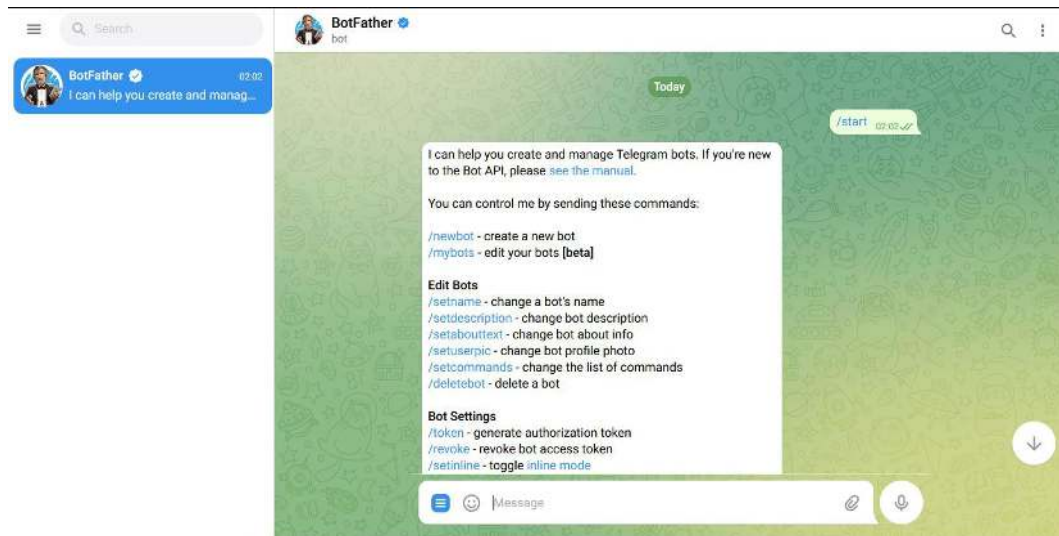 Search
BotFather
bot
BotFather 02:02
I can help you create and manag...
Today
/start 02:02
I can help you create and manage Telegram bots. If you're new
to the Bot API, please see the manual.
You can control me by sending these commands:
/newbot - create a new bot
/mybots - edit your bots [beta]
Edit Bots
/setname - change a bot's name
/setdescription - change bot description
/setabouttext - change bot about info
/setuserpic - change bot profile photo
/setcommands - change the list of commands
/deletebot - delete a bot
Bot Settings
/token - generate authorization token
/revoke - revoke bot access token
/setinline - toggle inline mode
Message